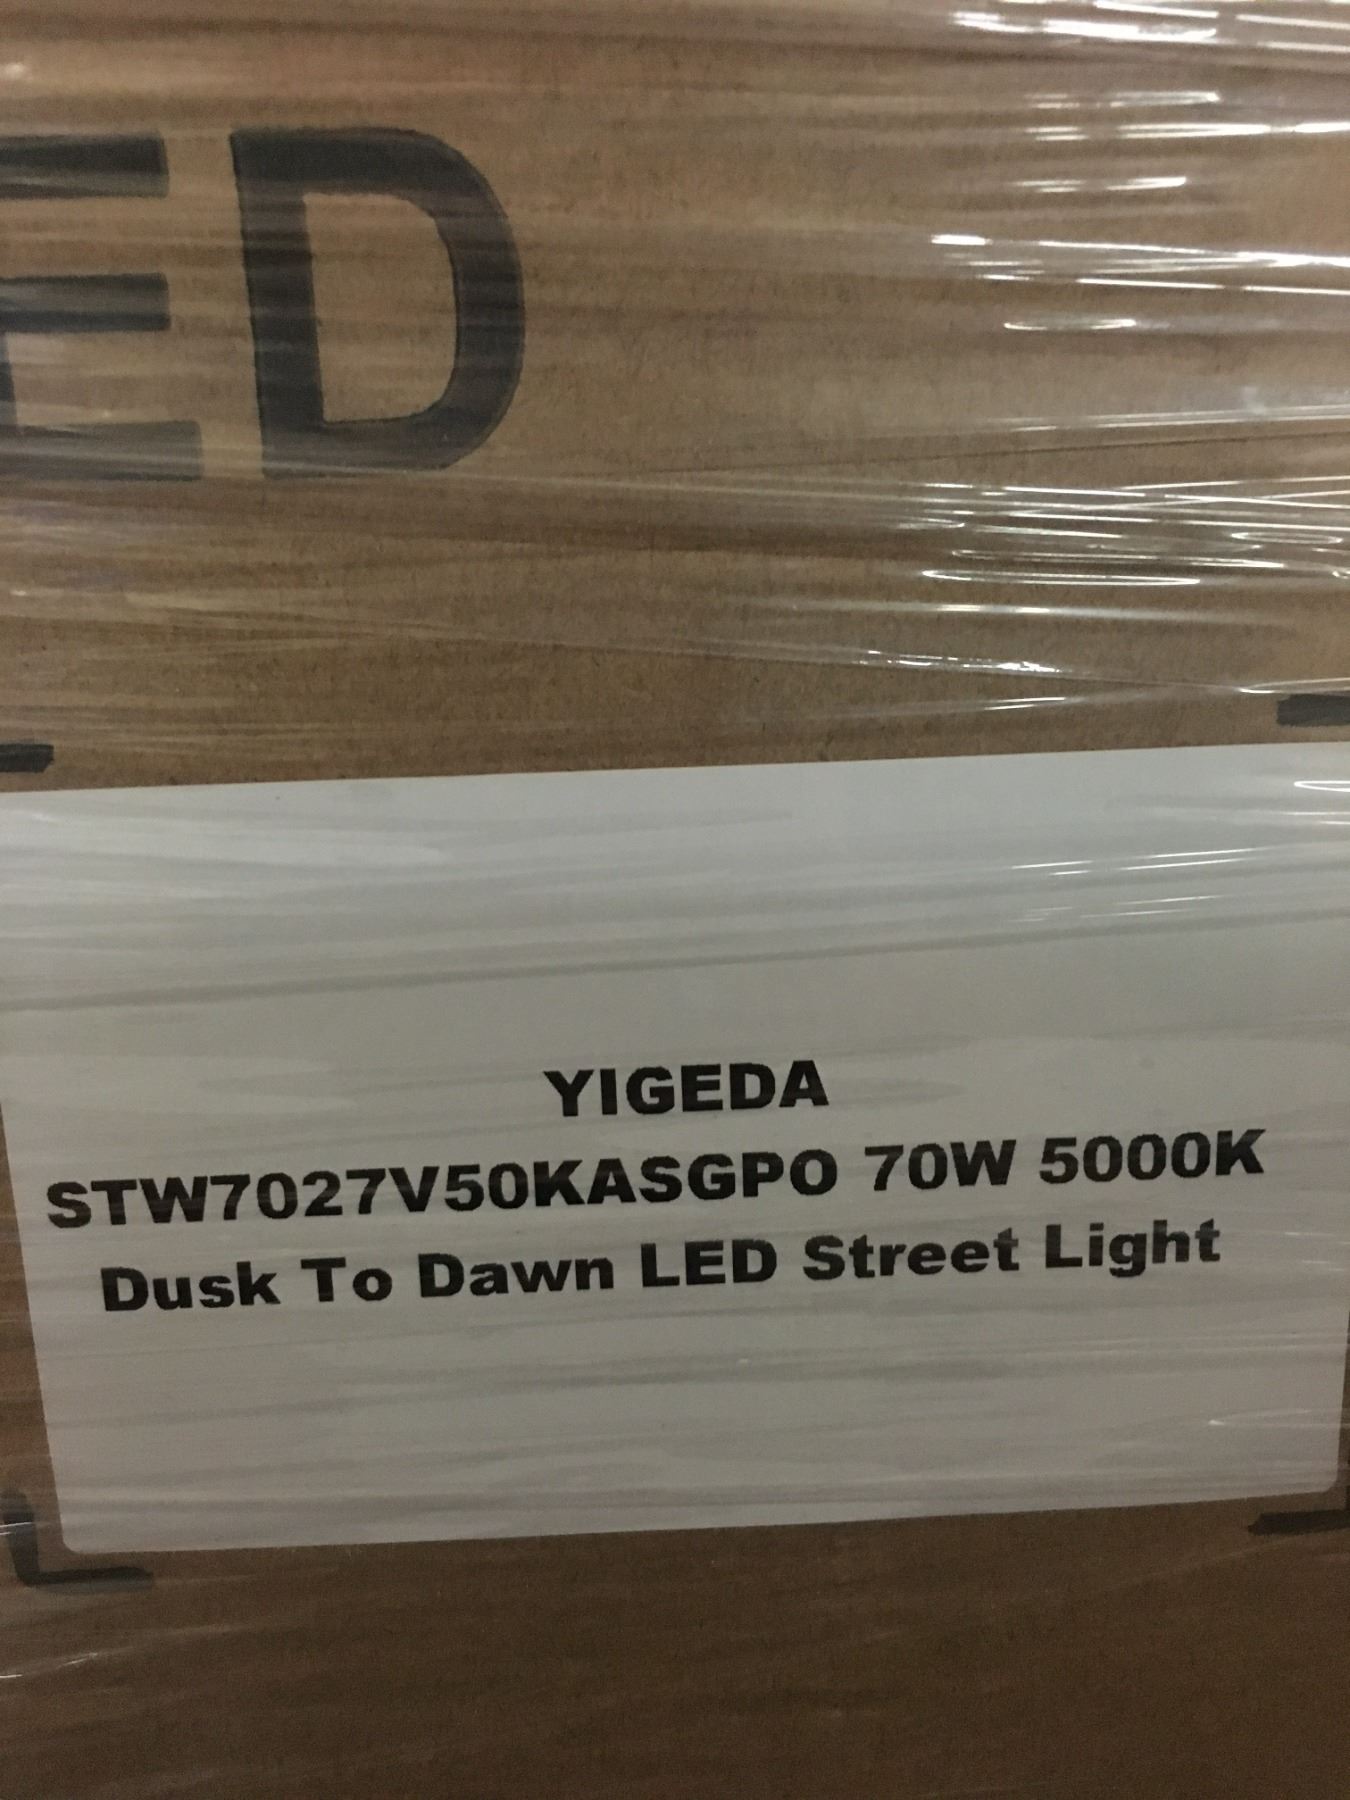 ED
YIGEDA
STW7027V50KASGPO 70W 5000K
Dusk To Dawn LED Street Light